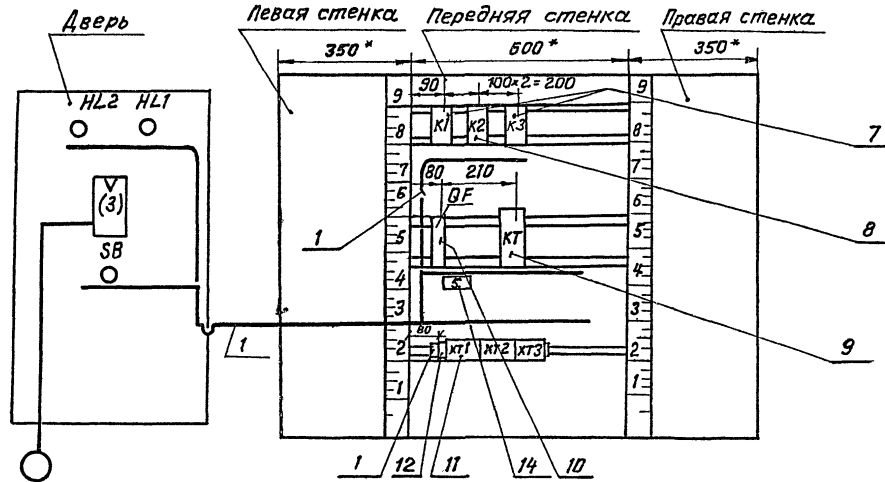 Дверь
Левая стенка
Передняя стенка
Правая стенка
350*
600*
350*
90
100×2=200
HL2
HL1
9
8
7
6
5
4
3
2
1
K1
K2
K3
9
8
7
6
5
4
3
2
1
7
80
210
QF
KT
(3)
SB
1
8
5
80
1
9
XT1
XT2
XT3
1
12
11
14
10